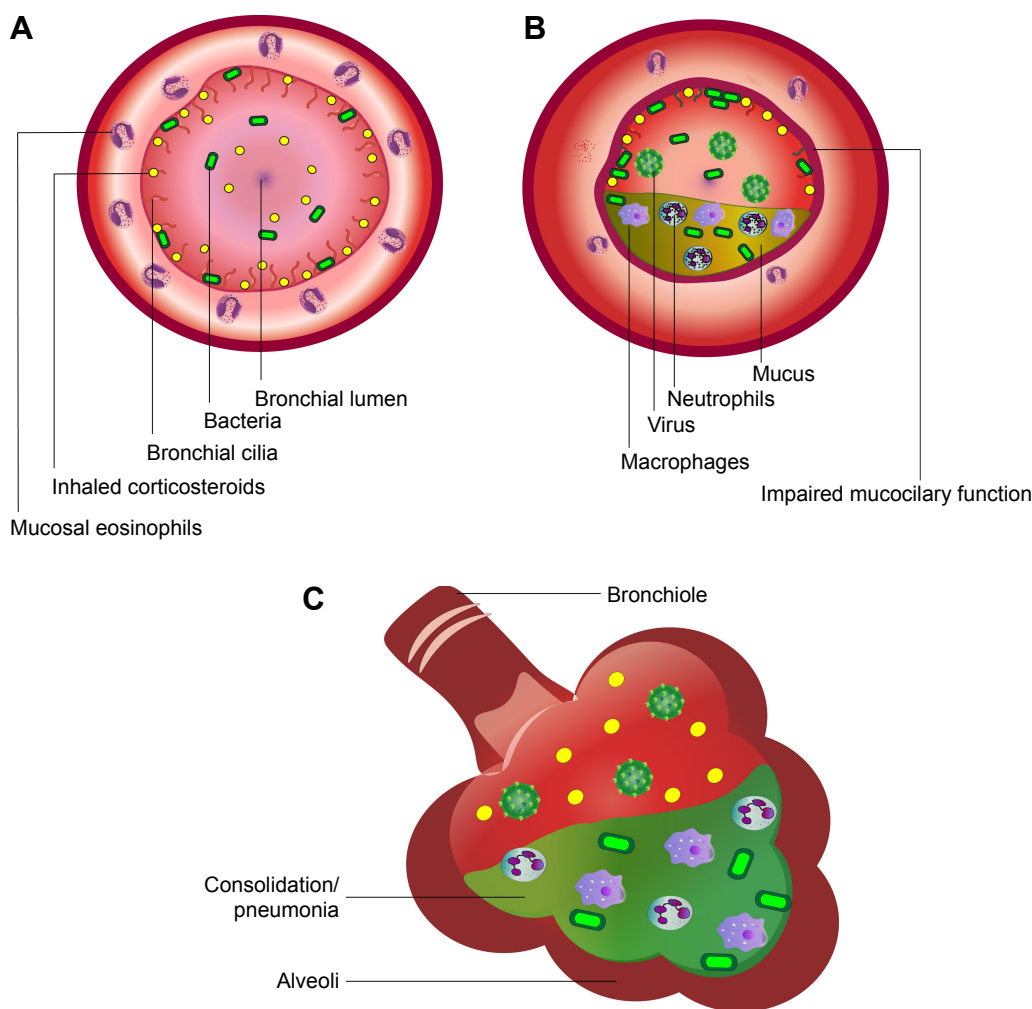 A
Bronchial lumen
Bacteria
Bronchial cilia
Inhaled corticosteroids
Mucosal eosinophils
B
Mucus
Neutrophils
Virus
Macrophages
Impaired mucocilary function
C
Bronchiole
Consolidation/
pneumonia
Alveoli